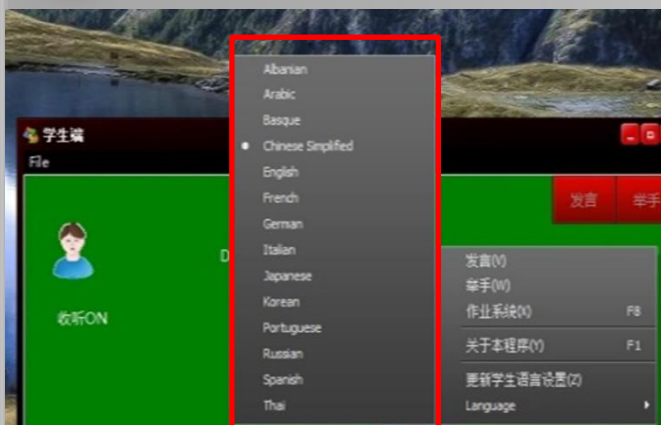 Albanian
Arabic
Basque
Chinese Simplified
English
French
German
Italian
Japanese
Korean
Portuguese
Russian
Spanish
Thai
学生端
File
发言 举手
D
收听ON
发言(V)
举手(W)
作业系统(X) F8
关于本程序(Y) F1
更新学生语言设置(Z)
Language